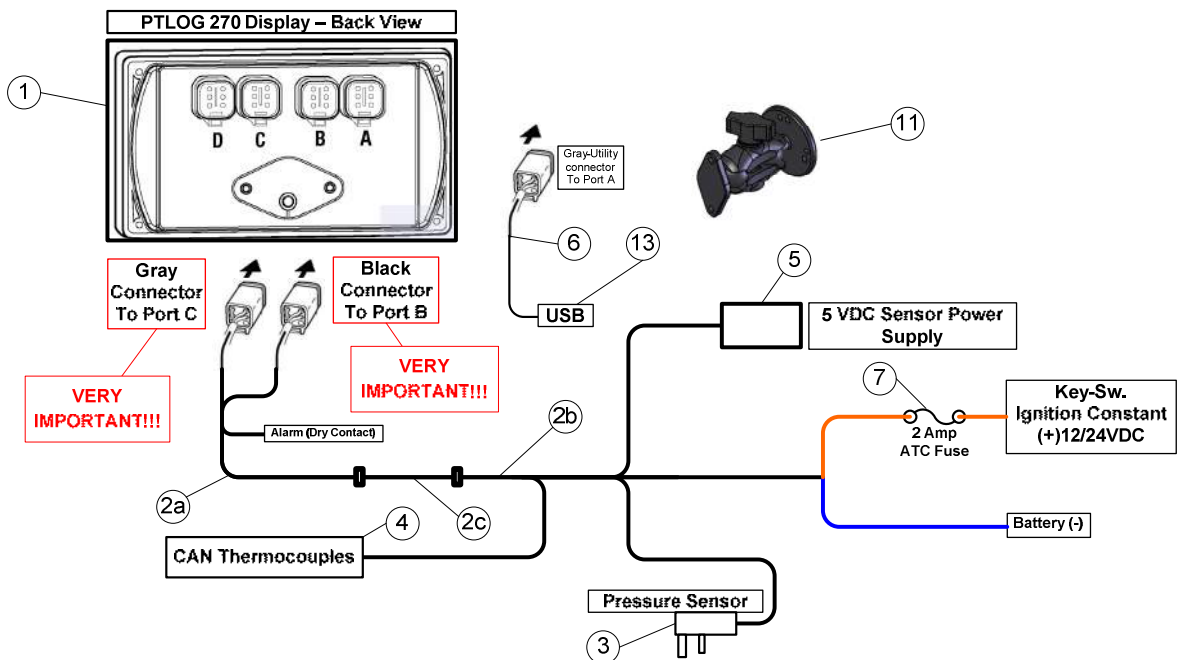 PTLOG 270 Display – Back View
1
D C B A
11
Gray-Utility
connector
To Port A
6
13
USB
Gray
Connector
To Port C
Black
Connector
To Port B
VERY
IMPORTANT!!!
VERY
IMPORTANT!!!
5
5 VDC Sensor Power
Supply
7
2 Amp
ATC Fuse
Key-Sw.
Ignition Constant
(+)12/24VDC
Alarm (Dry Contact)
2b
2a
2c
4
CAN Thermocouples
Battery (-)
Pressure Sensor
3